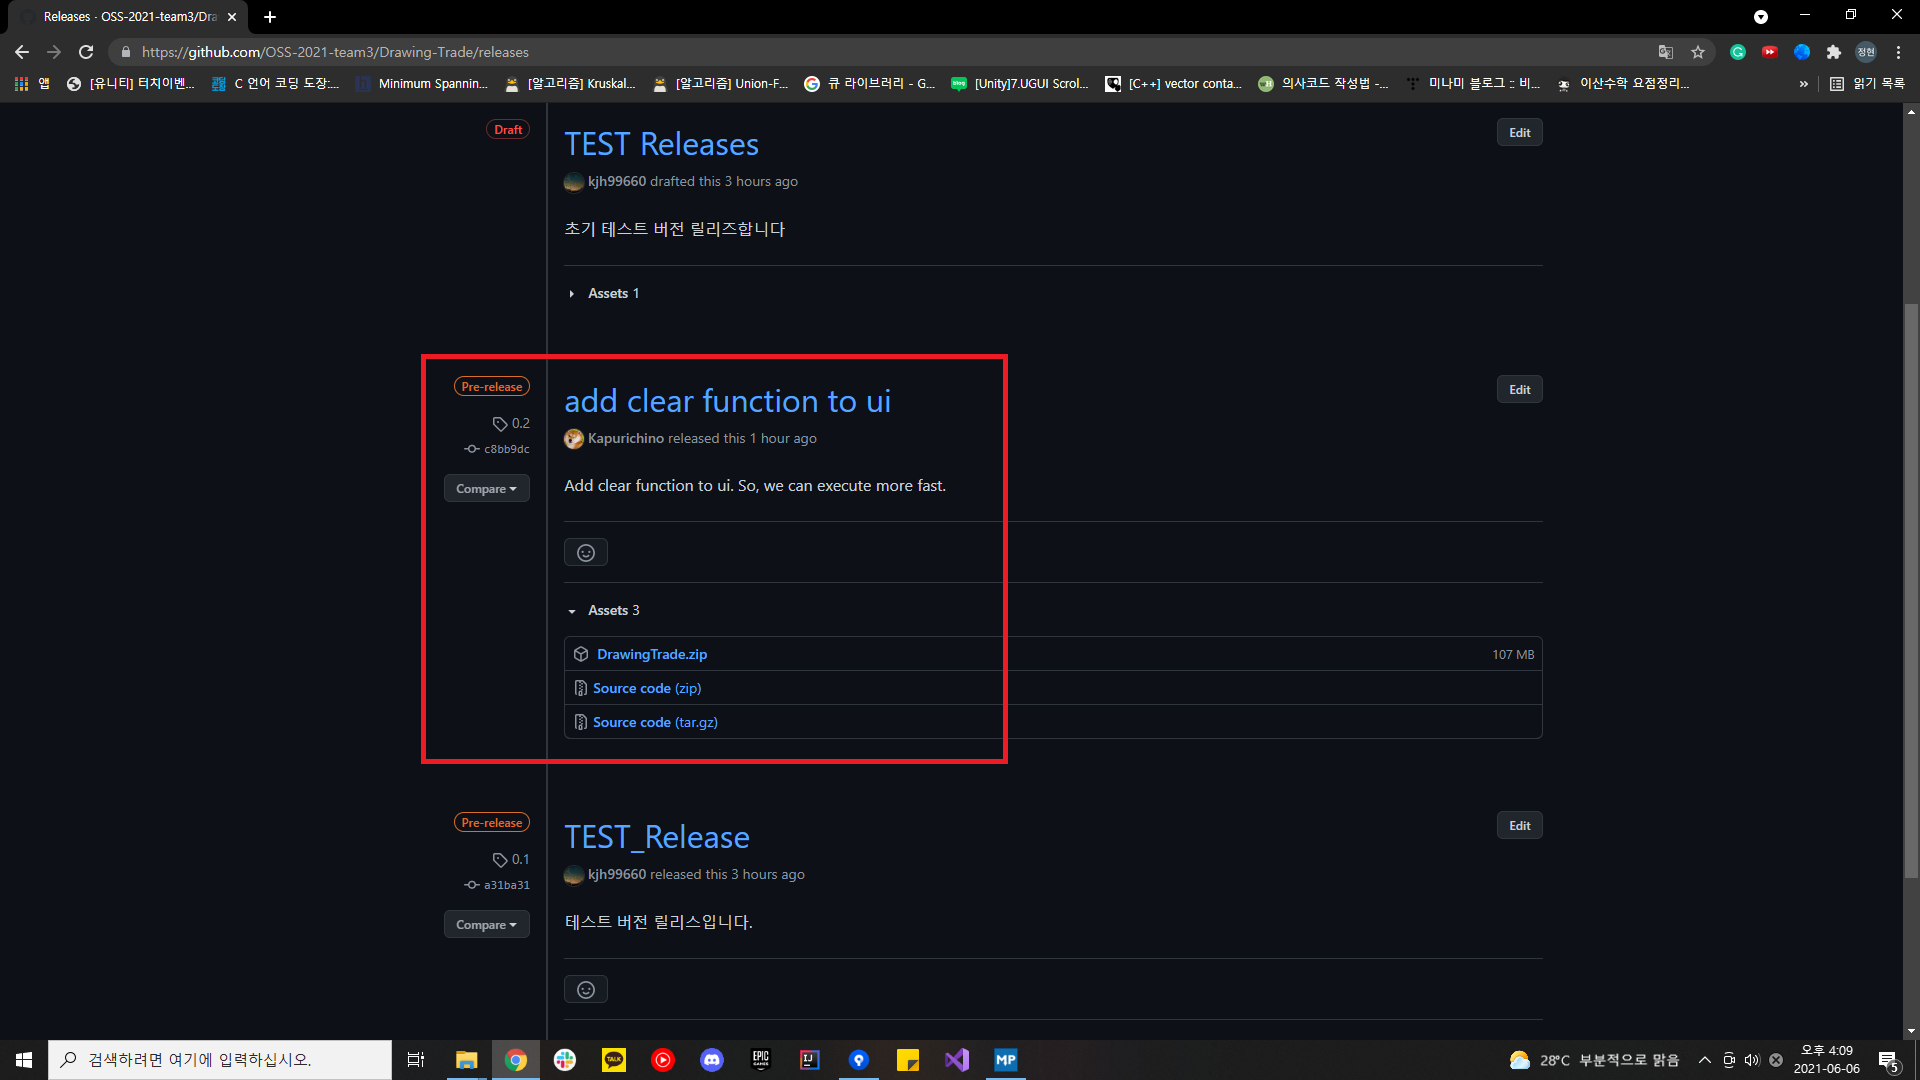 Releases · OSS-2021-team3/Dra
https://github.com/OSS-2021-team3/Drawing-Trade/releases
정현
앱
[유니티] 터치이벤...
C 언어 코딩 도장:...
Minimum Spannin...
[알고리즘] Kruskal...
[알고리즘] Union-F...
큐 라이브러리 - G...
[Unity]7.UGUI Scrol...
[C++] vector conta...
의사코드 작성법 -...
미나미 블로그 :: 비...
이산수학 요점정리...
»
읽기 목록
Draft
TEST Releases
Edit
kjh99660 drafted this 3 hours ago
초기 테스트 버전 릴리즈합니다
Assets 1
Pre-release
0.2
c8bb9dc
Compare
add clear function to ui
Edit
Kapurichino released this 1 hour ago
Add clear function to ui. So, we can execute more fast.
Assets 3
DrawingTrade.zip
107 MB
Source code (zip)
Source code (tar.gz)
Pre-release
0.1
a31ba31
Compare
TEST_Release
Edit
kjh99660 released this 3 hours ago
테스트 버전 릴리스입니다.
검색하려면 여기에 입력하십시오.
TALK
EPIC GAMES
IJ
MP
28°C 부분적으로 맑음
오후 4:09
2021-06-06
5